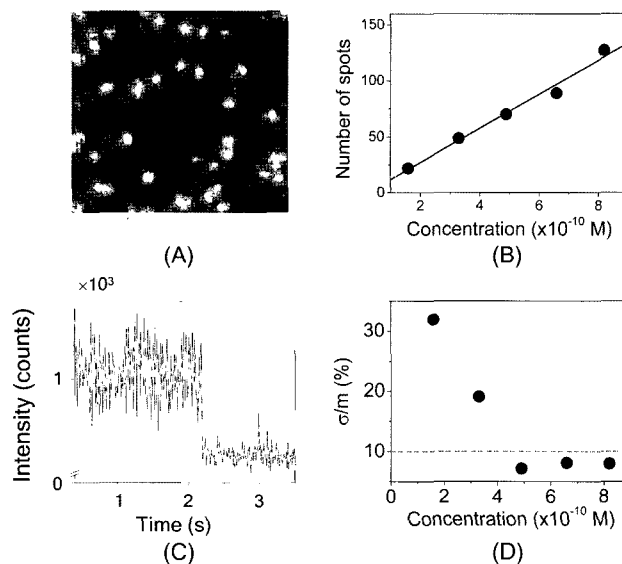 (A)
Number of spots
150
100
50
0
2 4 6 8
Concentration (x10⁻¹⁰ M)
(B)
×10³
Intensity (counts)
1
0
1 2 3
Time (s)
(C)
σ/m (%)
30
20
10
0 2 4 6 8
Concentration (x10⁻¹⁰ M)
(D)